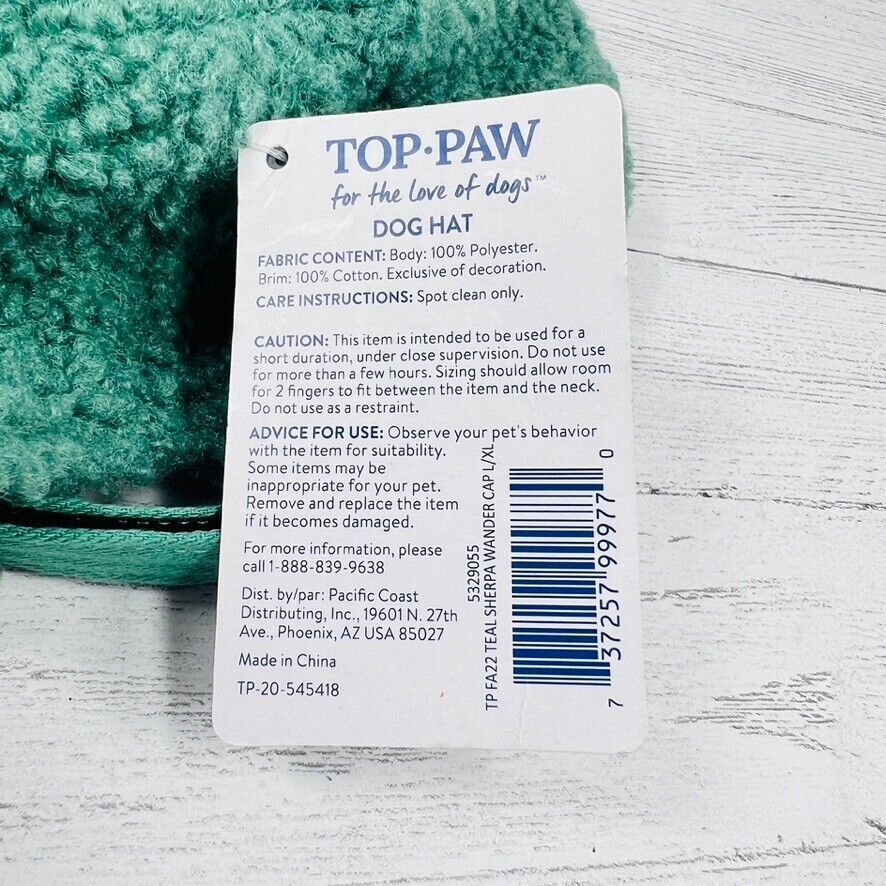 TOP·PAW
for the love of dogs™
DOG HAT
FABRIC CONTENT: Body: 100% Polyester.
Brim: 100% Cotton. Exclusive of decoration.
CARE INSTRUCTIONS: Spot clean only.
CAUTION: This item is intended to be used for a
short duration, under close supervision. Do not use
for more than a few hours. Sizing should allow room
for 2 fingers to fit between the item and the neck.
Do not use as a restraint.
ADVICE FOR USE: Observe your pet's behavior
with the item for suitability.
Some items may be
inappropriate for your pet.
Remove and replace the item
if it becomes damaged.
For more information, please
call 1-888-839-9638
Dist. by/par: Pacific Coast
Distributing, Inc., 19601 N. 27th
Ave., Phoenix, AZ USA 85027
Made in China
TP-20-545418
5329055
TP FA22 TEAL SHERPA WANDER CAP L/XL
7 37257 99977 0